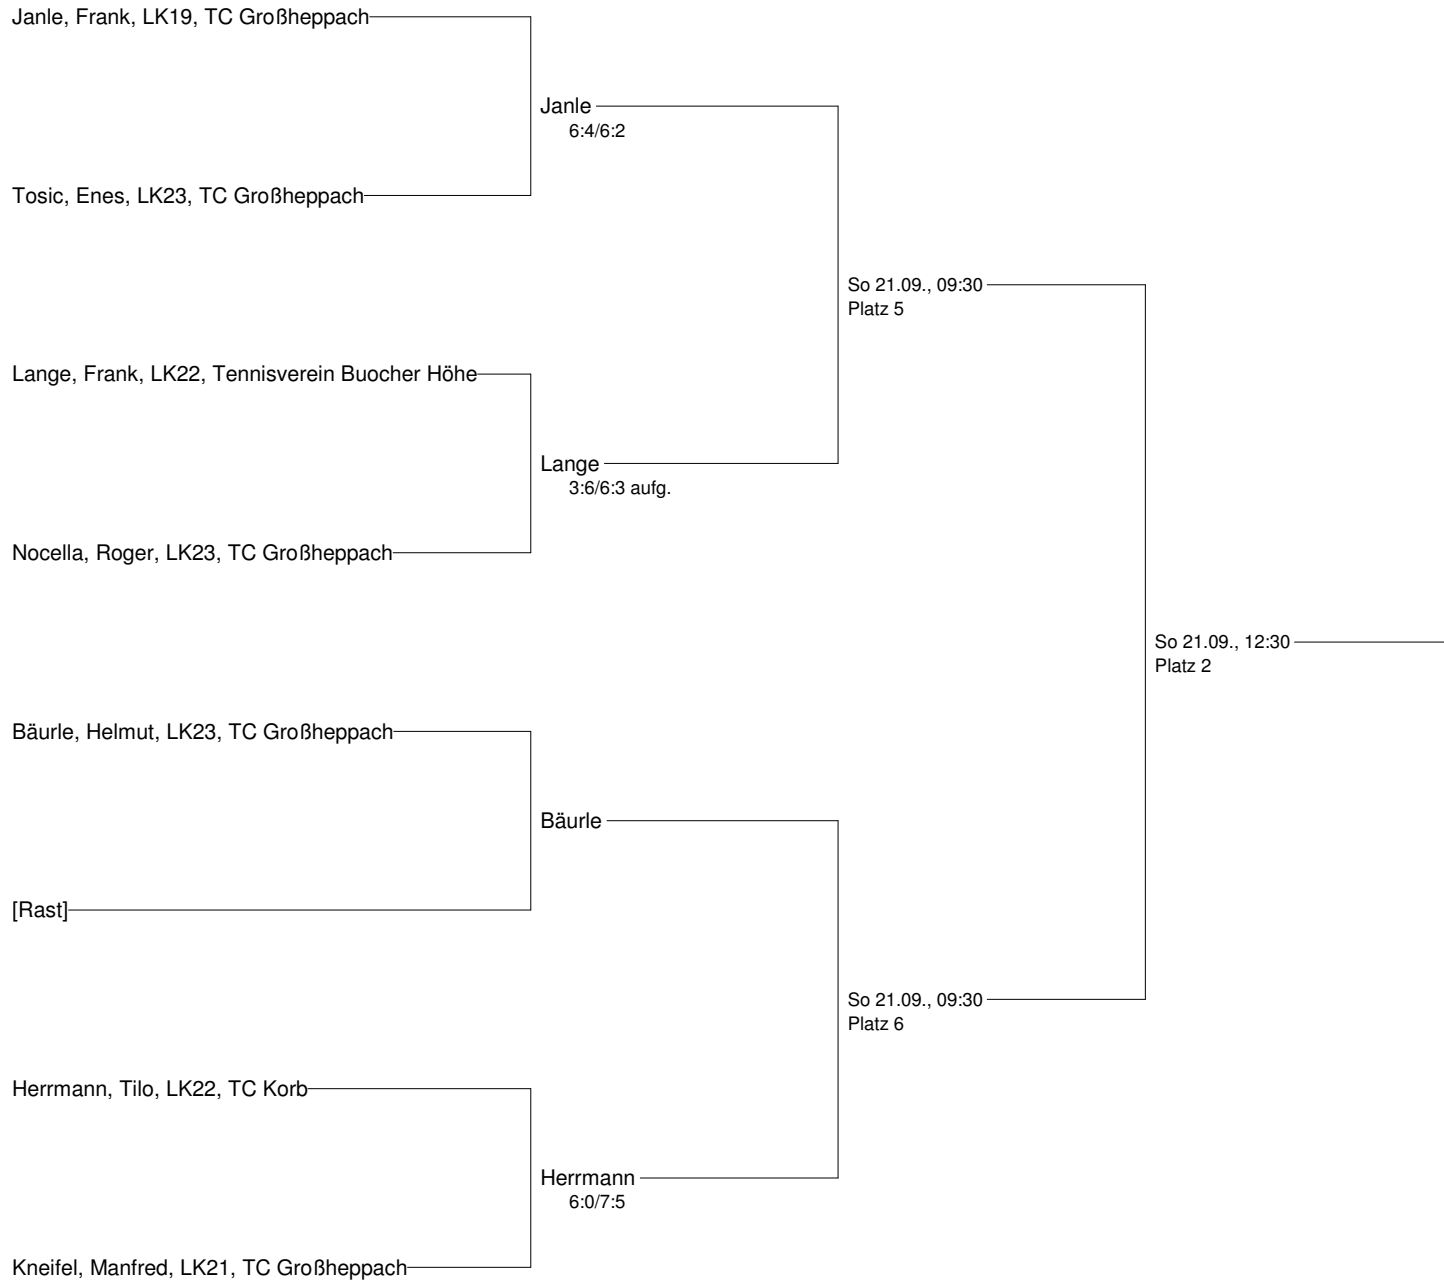 Janle, Frank, LK19, TC Großheppach
Janle
6:4/6:2
Tosic, Enes, LK23, TC Großheppach
So 21.09., 09:30
Platz 5
Lange, Frank, LK22, Tennisverein Buocher Höhe
Lange
3:6/6:3 aufg.
Nocella, Roger, LK23, TC Großheppach
So 21.09., 12:30
Platz 2
Bäurle, Helmut, LK23, TC Großheppach
Bäurle
[Rast]
So 21.09., 09:30
Platz 6
Herrmann, Tilo, LK22, TC Korb
Herrmann
6:0/7:5
Kneifel, Manfred, LK21, TC Großheppach